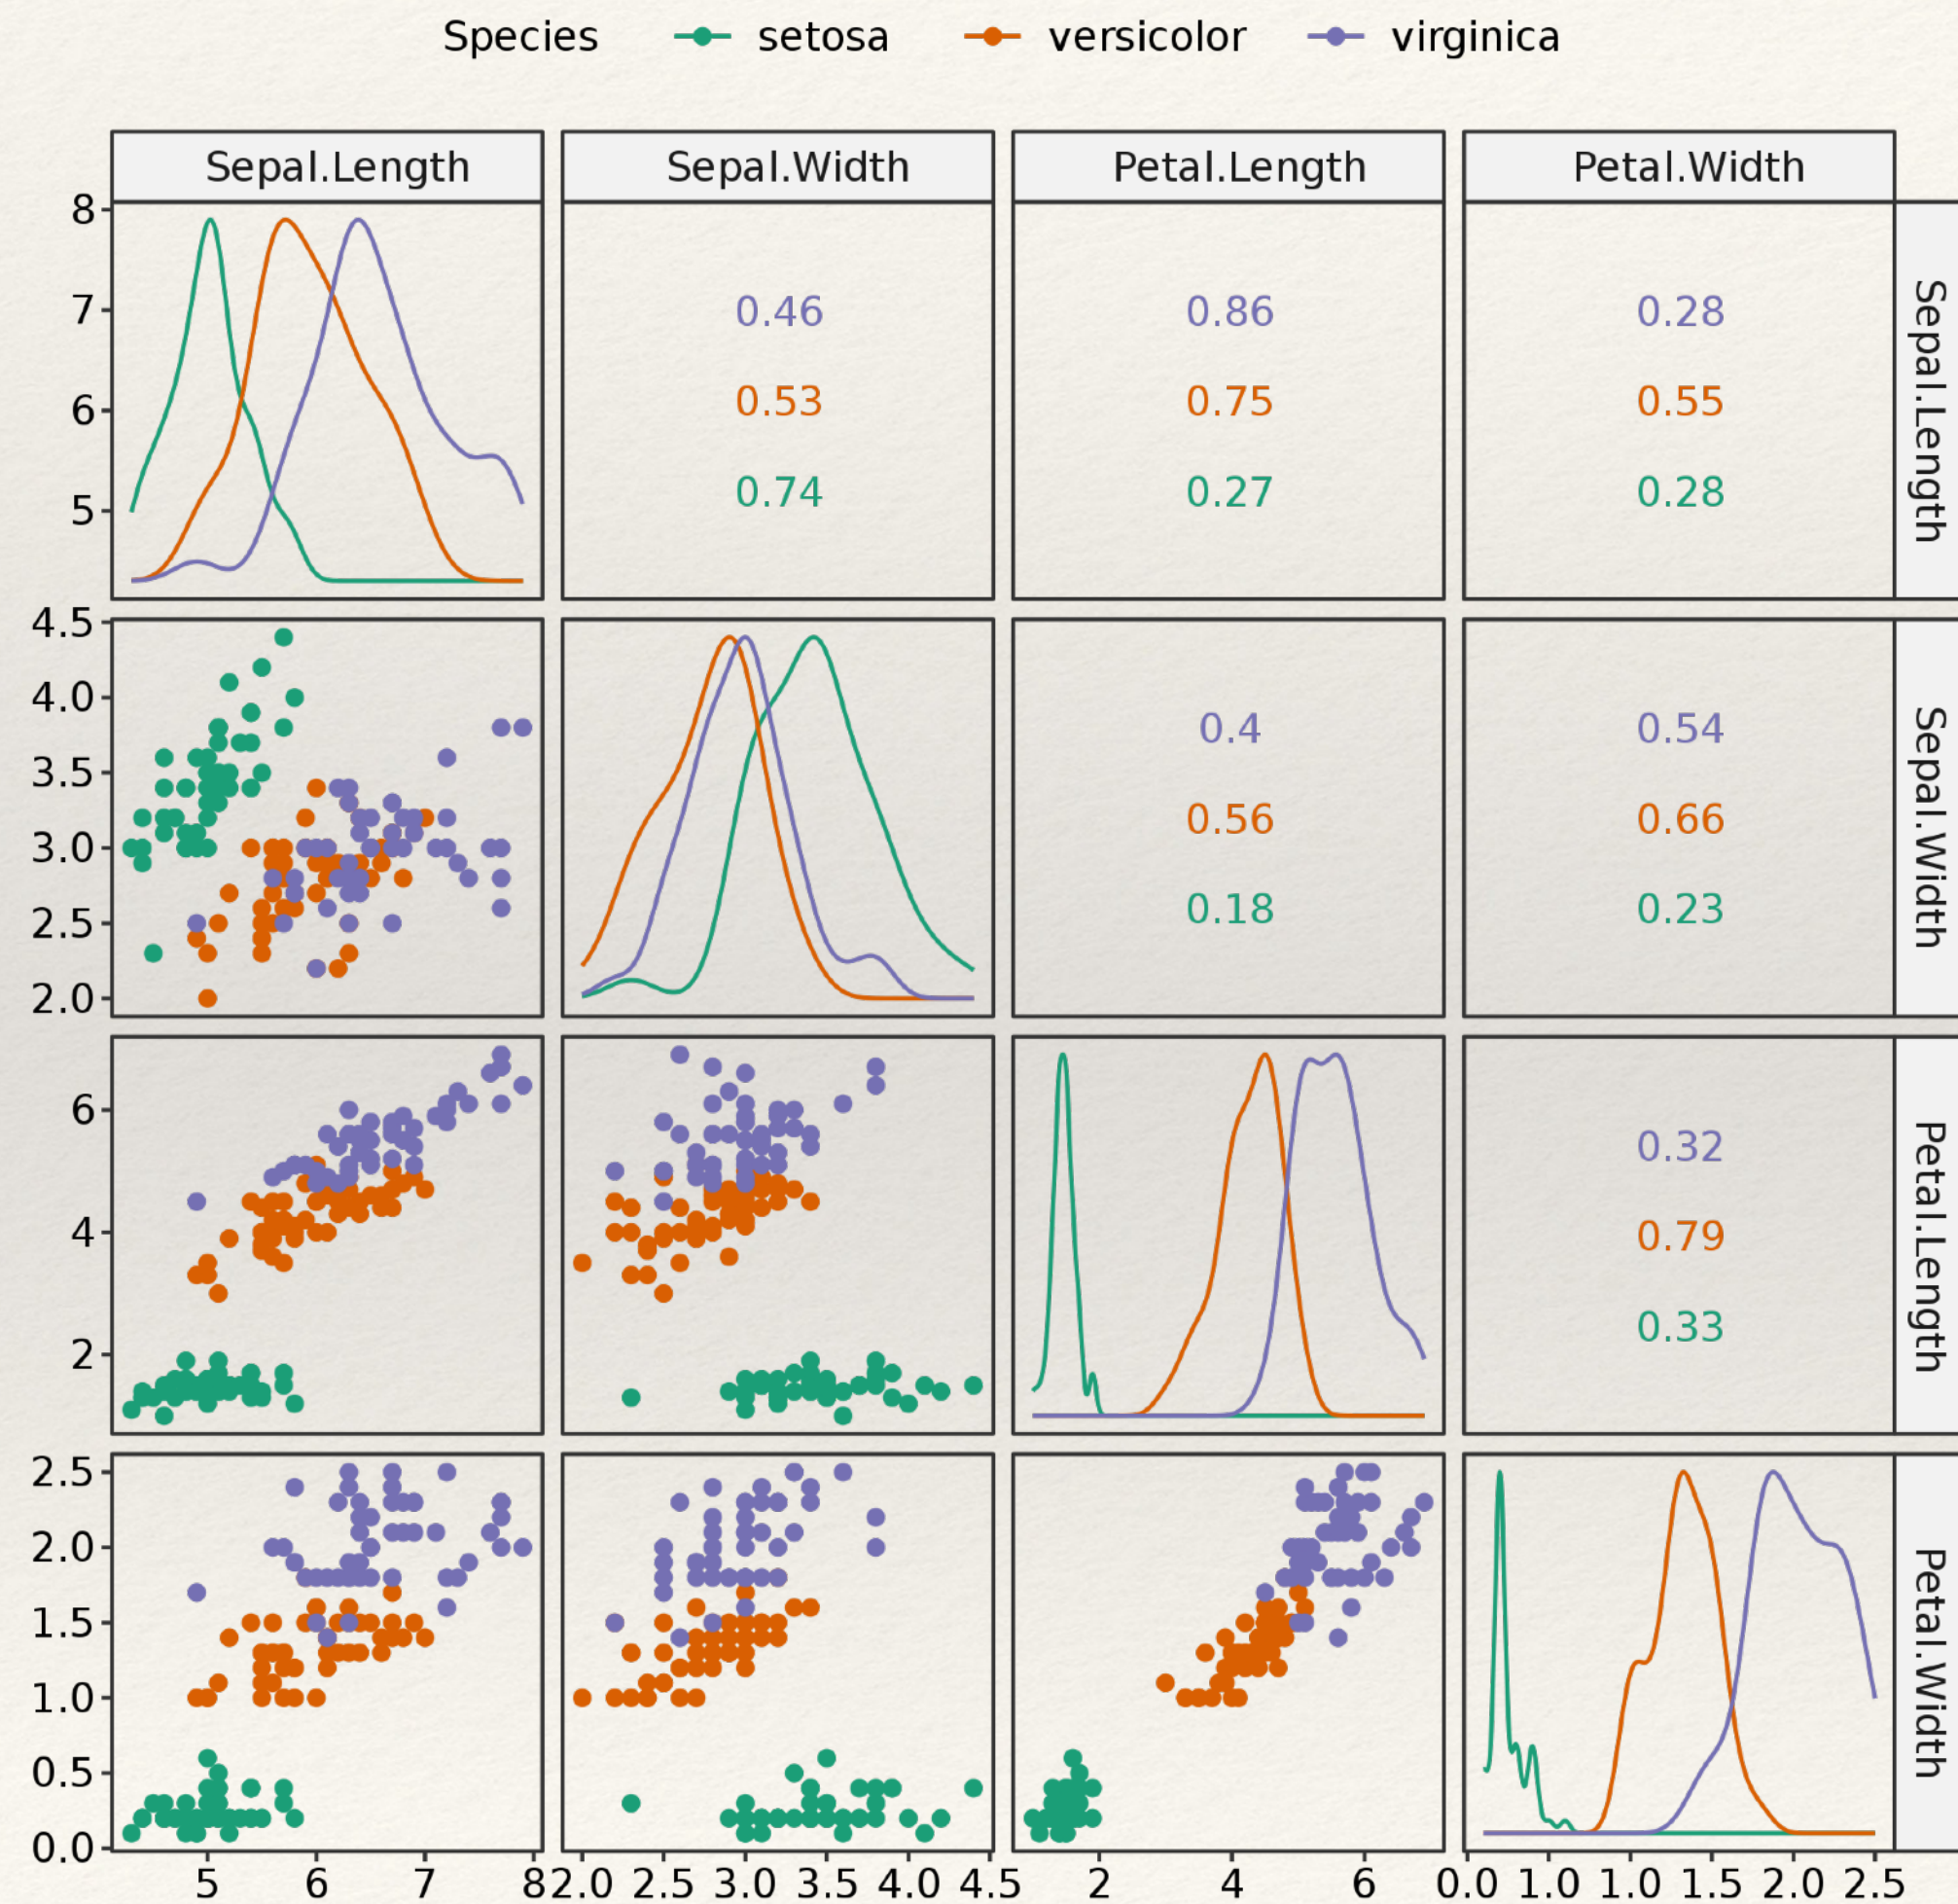 Species setosa versicolor virginica
Sepal.Length Sepal.Width Petal.Length Petal.Width
8
7
6
5
0.46 0.86 0.28
0.53 0.75 0.55
0.74 0.27 0.28
Sepal.Length
4.5
4.0
3.5
3.0
2.5
2.0
0.4 0.54
0.56 0.66
0.18 0.23
Sepal.Width
6
4
2
0.32
0.79
0.33
Petal.Length
2.5
2.0
1.5
1.0
0.5
0.0
Petal.Width
5 6 7 8 2.0 2.5 3.0 3.5 4.0 4.5 2 4 6 0.0 1.0 1.0 1.5 2.0 2.5